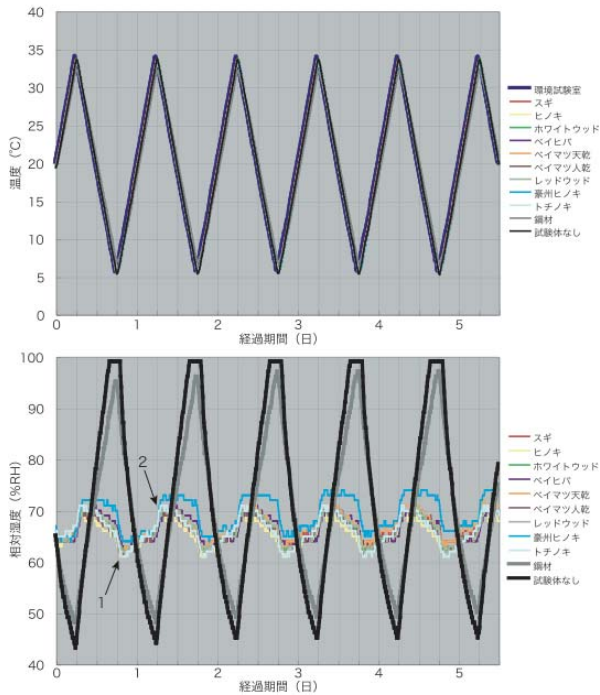 40
35
30
25
20
15
10
5
0
温度（℃）
0 1 2 3 4 5
経過期間（日）
環境試験室
スギ
ヒノキ
ホワイトウッド
ベイヒバ
ベイマツ天乾
ベイマツ人乾
レッドウッド
豪州ヒノキ
トチノキ
鋼材
試験体なし
100
90
80
70
60
50
40
相対湿度（%RH）
2
1
0 1 2 3 4 5
経過期間（日）
スギ
ヒノキ
ホワイトウッド
ベイヒバ
ベイマツ天乾
ベイマツ人乾
レッドウッド
豪州ヒノキ
トチノキ
鋼材
試験体なし